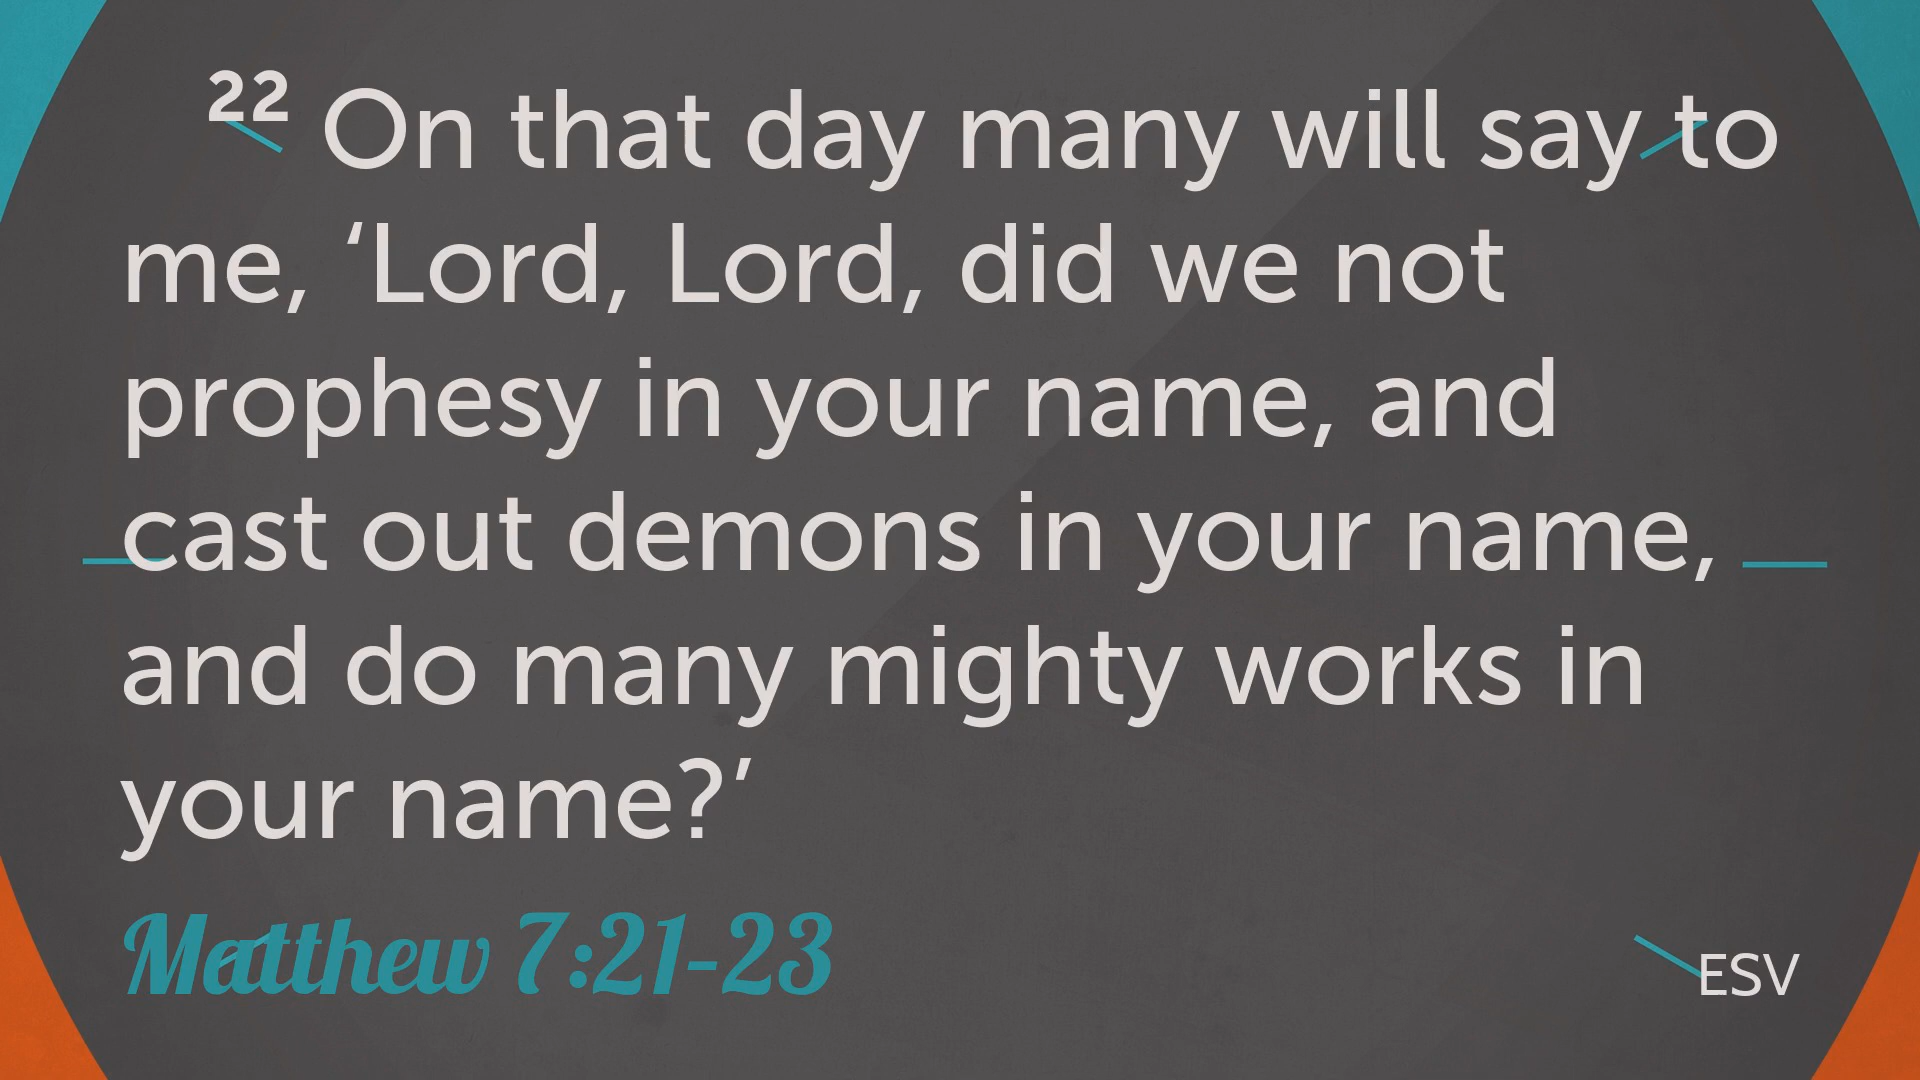 22 On that day many will say to
me, ‘Lord, Lord, did we not
prophesy in your name, and
cast out demons in your name,
and do many mighty works in
your name?’
Matthew 7:21-23
ESV